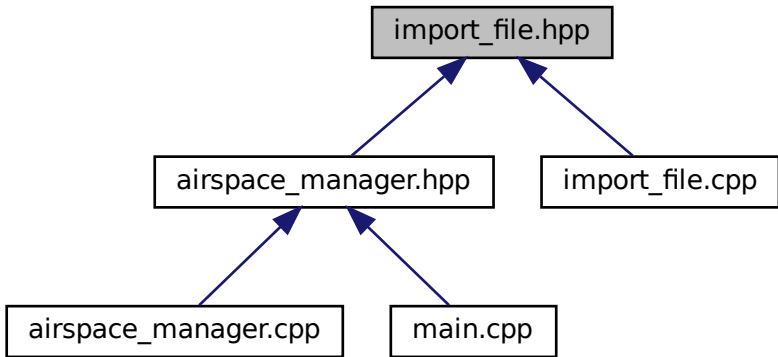 import_file.hpp
airspace_manager.hpp
import_file.cpp
airspace_manager.cpp
main.cpp